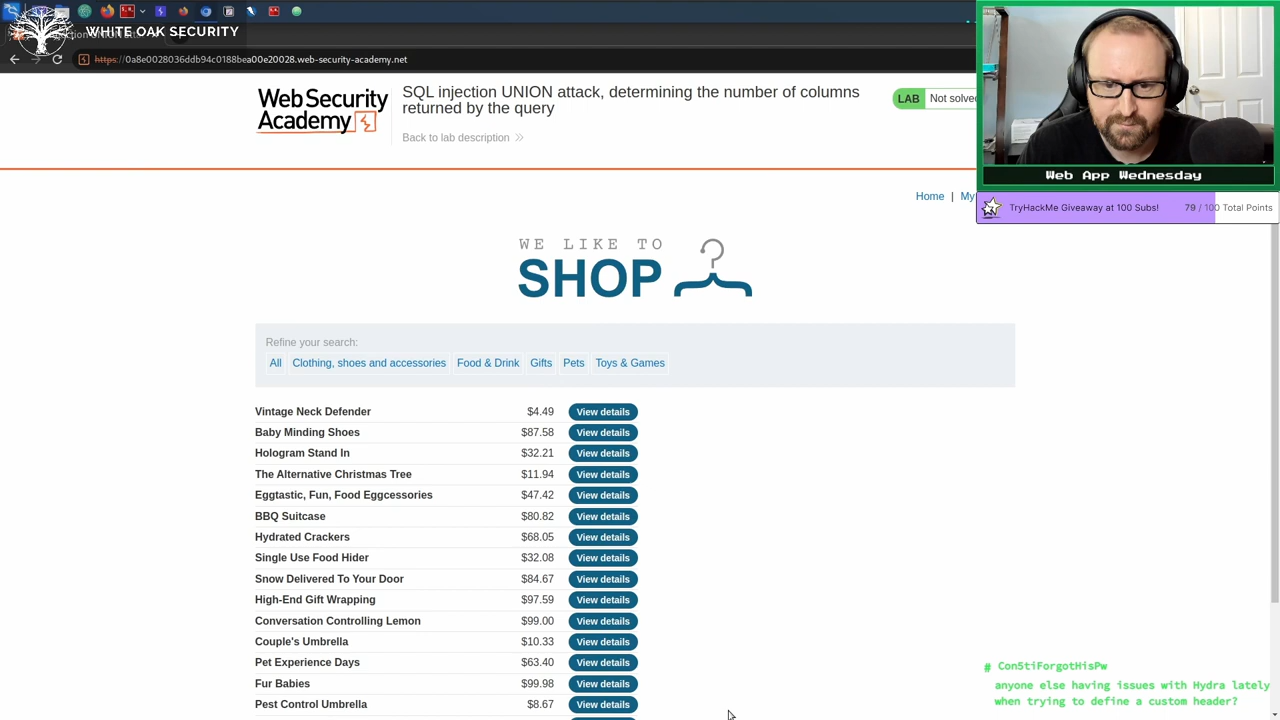 WHITE OAK SECURITY
https://0a8e0028036ddb94c0188bea00e20028.web-security-academy.net
WebSecurity
Academy
SQL injection UNION attack, determining the number of columns
returned by the query
Back to lab description
LAB Not solved
Home | My
WE LIKE TO
SHOP
Refine your search:
All Clothing, shoes and accessories Food & Drink Gifts Pets Toys & Games
Vintage Neck Defender $4.49 View details
Baby Minding Shoes $87.58 View details
Hologram Stand In $32.21 View details
The Alternative Christmas Tree $11.94 View details
Eggtastic, Fun, Food Eggcessories $47.42 View details
BBQ Suitcase $80.82 View details
Hydrated Crackers $68.05 View details
Single Use Food Hider $32.08 View details
Snow Delivered To Your Door $84.67 View details
High-End Gift Wrapping $97.59 View details
Conversation Controlling Lemon $99.00 View details
Couple's Umbrella $10.33 View details
Pet Experience Days $63.40 View details
Fur Babies $99.98 View details
Pest Control Umbrella $8.67 View details
Web App Wednesday
TryHackMe Giveaway at 100 Subs! 79 / 100 Total Points
# Con5tiForgotHisPw
anyone else having issues with Hydra lately
when trying to define a custom header?